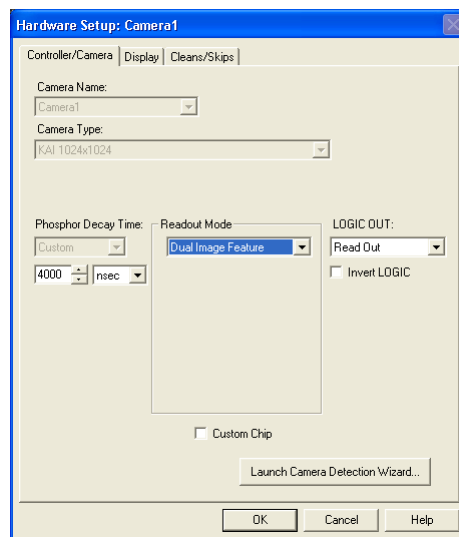 Hardware Setup: Camera1
Controller/Camera Display Cleans/Skips
Camera Name:
Camera1
Camera Type:
KAI 1024x1024
Phosphor Decay Time: Readout Mode LOGIC OUT:
Custom Dual Image Feature Read Out
4000 nsec Invert LOGIC
Custom Chip
Launch Camera Detection Wizard...
OK Cancel Help